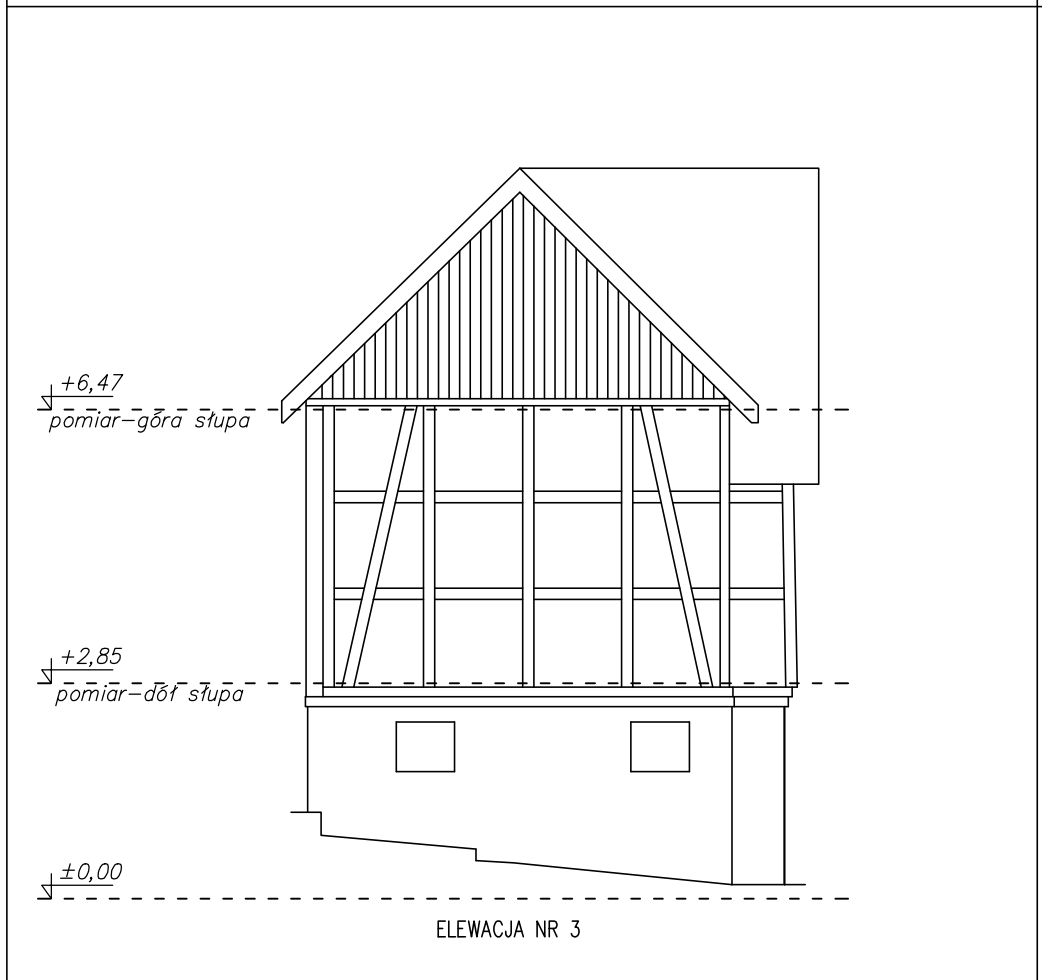 +6,47
pomiar-góra słupa
+2,85
pomiar-dół słupa
±0,00
ELEWACJA NR 3